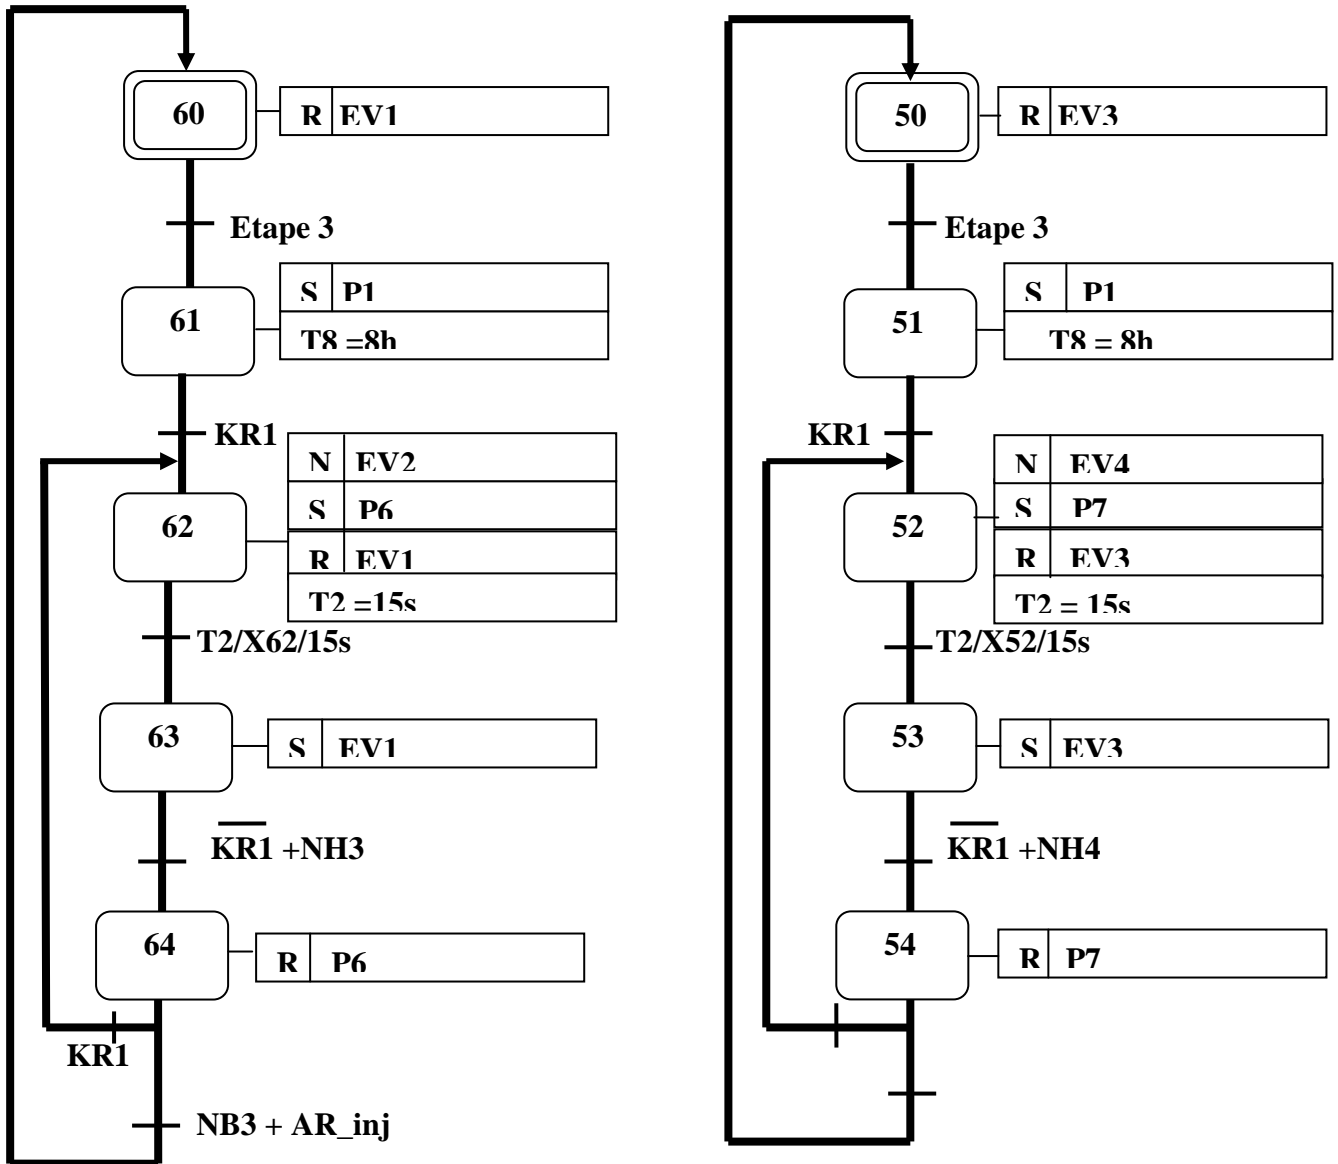 60
R EV1
Etape 3
61
S P1
T8 =8h
KR1
62
N EV2
S P6
R EV1
T2 =15s
T2/X62/15s
63
S EV1
K̅R̅1̅ +NH3
64
R P6
KR1
NB3 + AR_inj
50
R EV3
Etape 3
51
S P1
T8 = 8h
KR1
52
N EV4
S P7
R EV3
T2 = 15s
T2/X52/15s
53
S EV3
K̅R̅1̅ +NH4
54
R P7